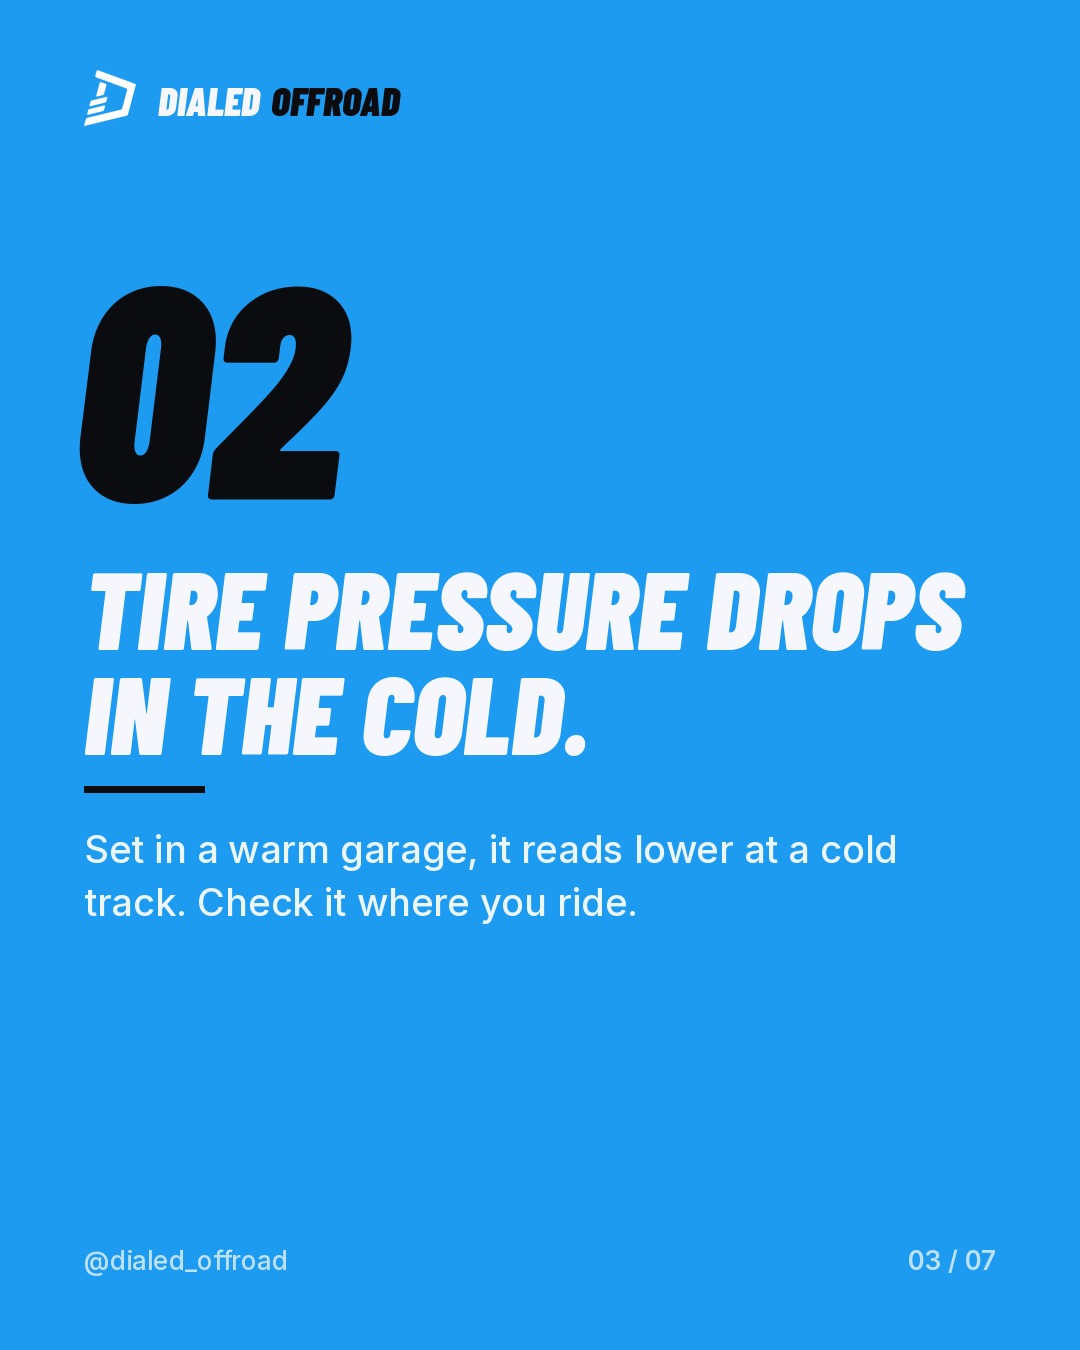 DIALED OFFROAD
02
TIRE PRESSURE DROPS
IN THE COLD.
Set in a warm garage, it reads lower at a cold
track. Check it where you ride.
@dialed_offroad
03 / 07